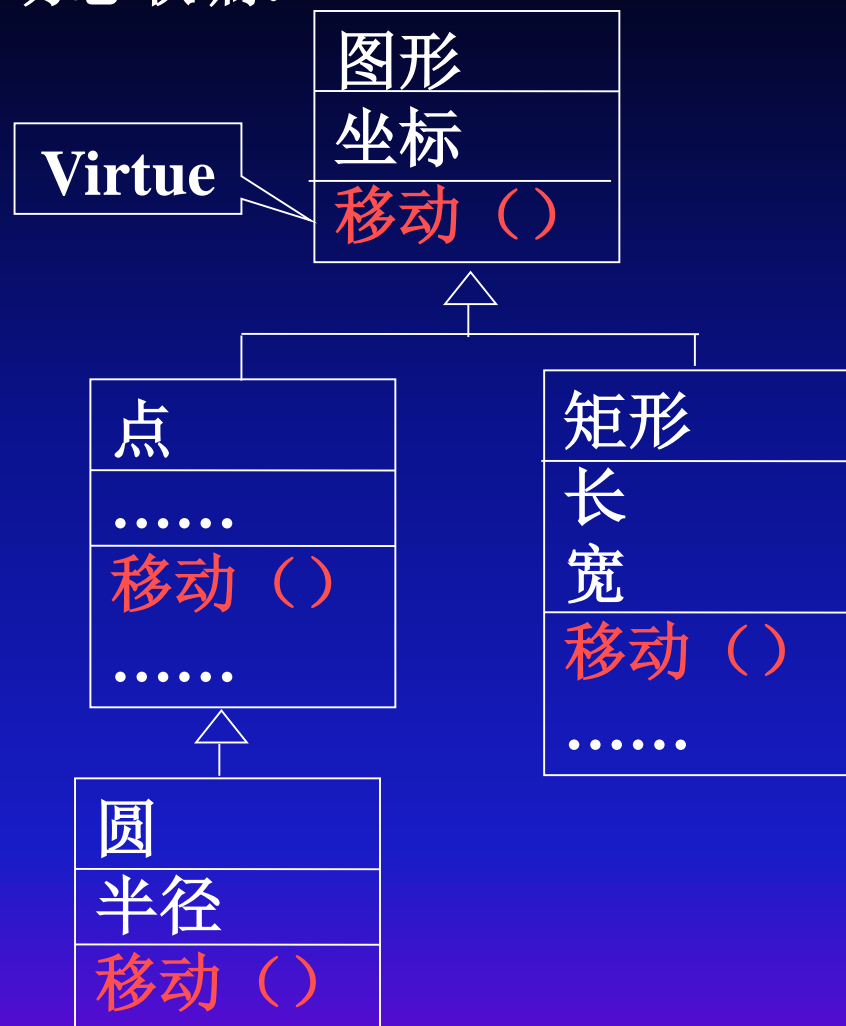 图形
坐标
Virtue
移动（）
点
……
移动（）
……
矩形
长
宽
移动（）
……
圆
半径
移动（）